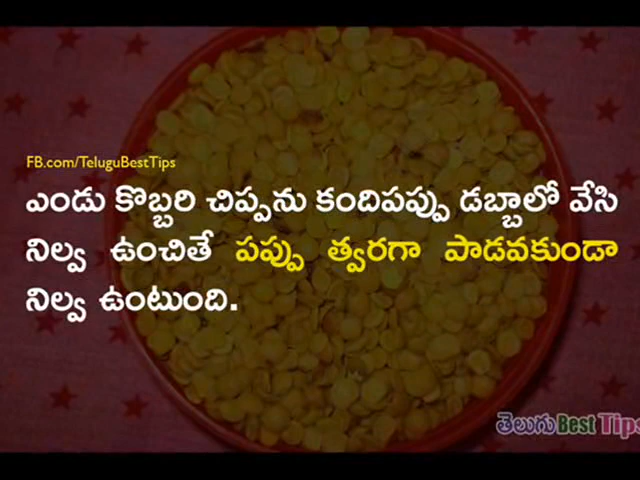 FB.com/TeluguBestTips
ఎండు కొబ్బరి చిప్పను కందిపప్పు డబ్బాలో వేసి
నిల్వ ఉంచితే పప్పు త్వరగా పాడవకుండా
నిల్వ ఉంటుంది.
తెలుగు Best Tips